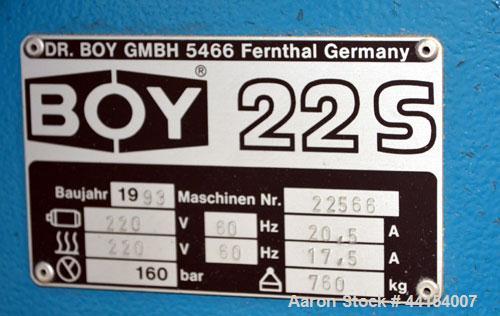 DR. BOY GMBH 5466 Fernthal Germany
BOY® 22S
Baujahr 1993 Maschinen Nr. 22566
220 V 60 Hz 20,5 A
220 V 60 Hz 17,5 A
160 bar 760 kg
Aaron Stock # 44154007